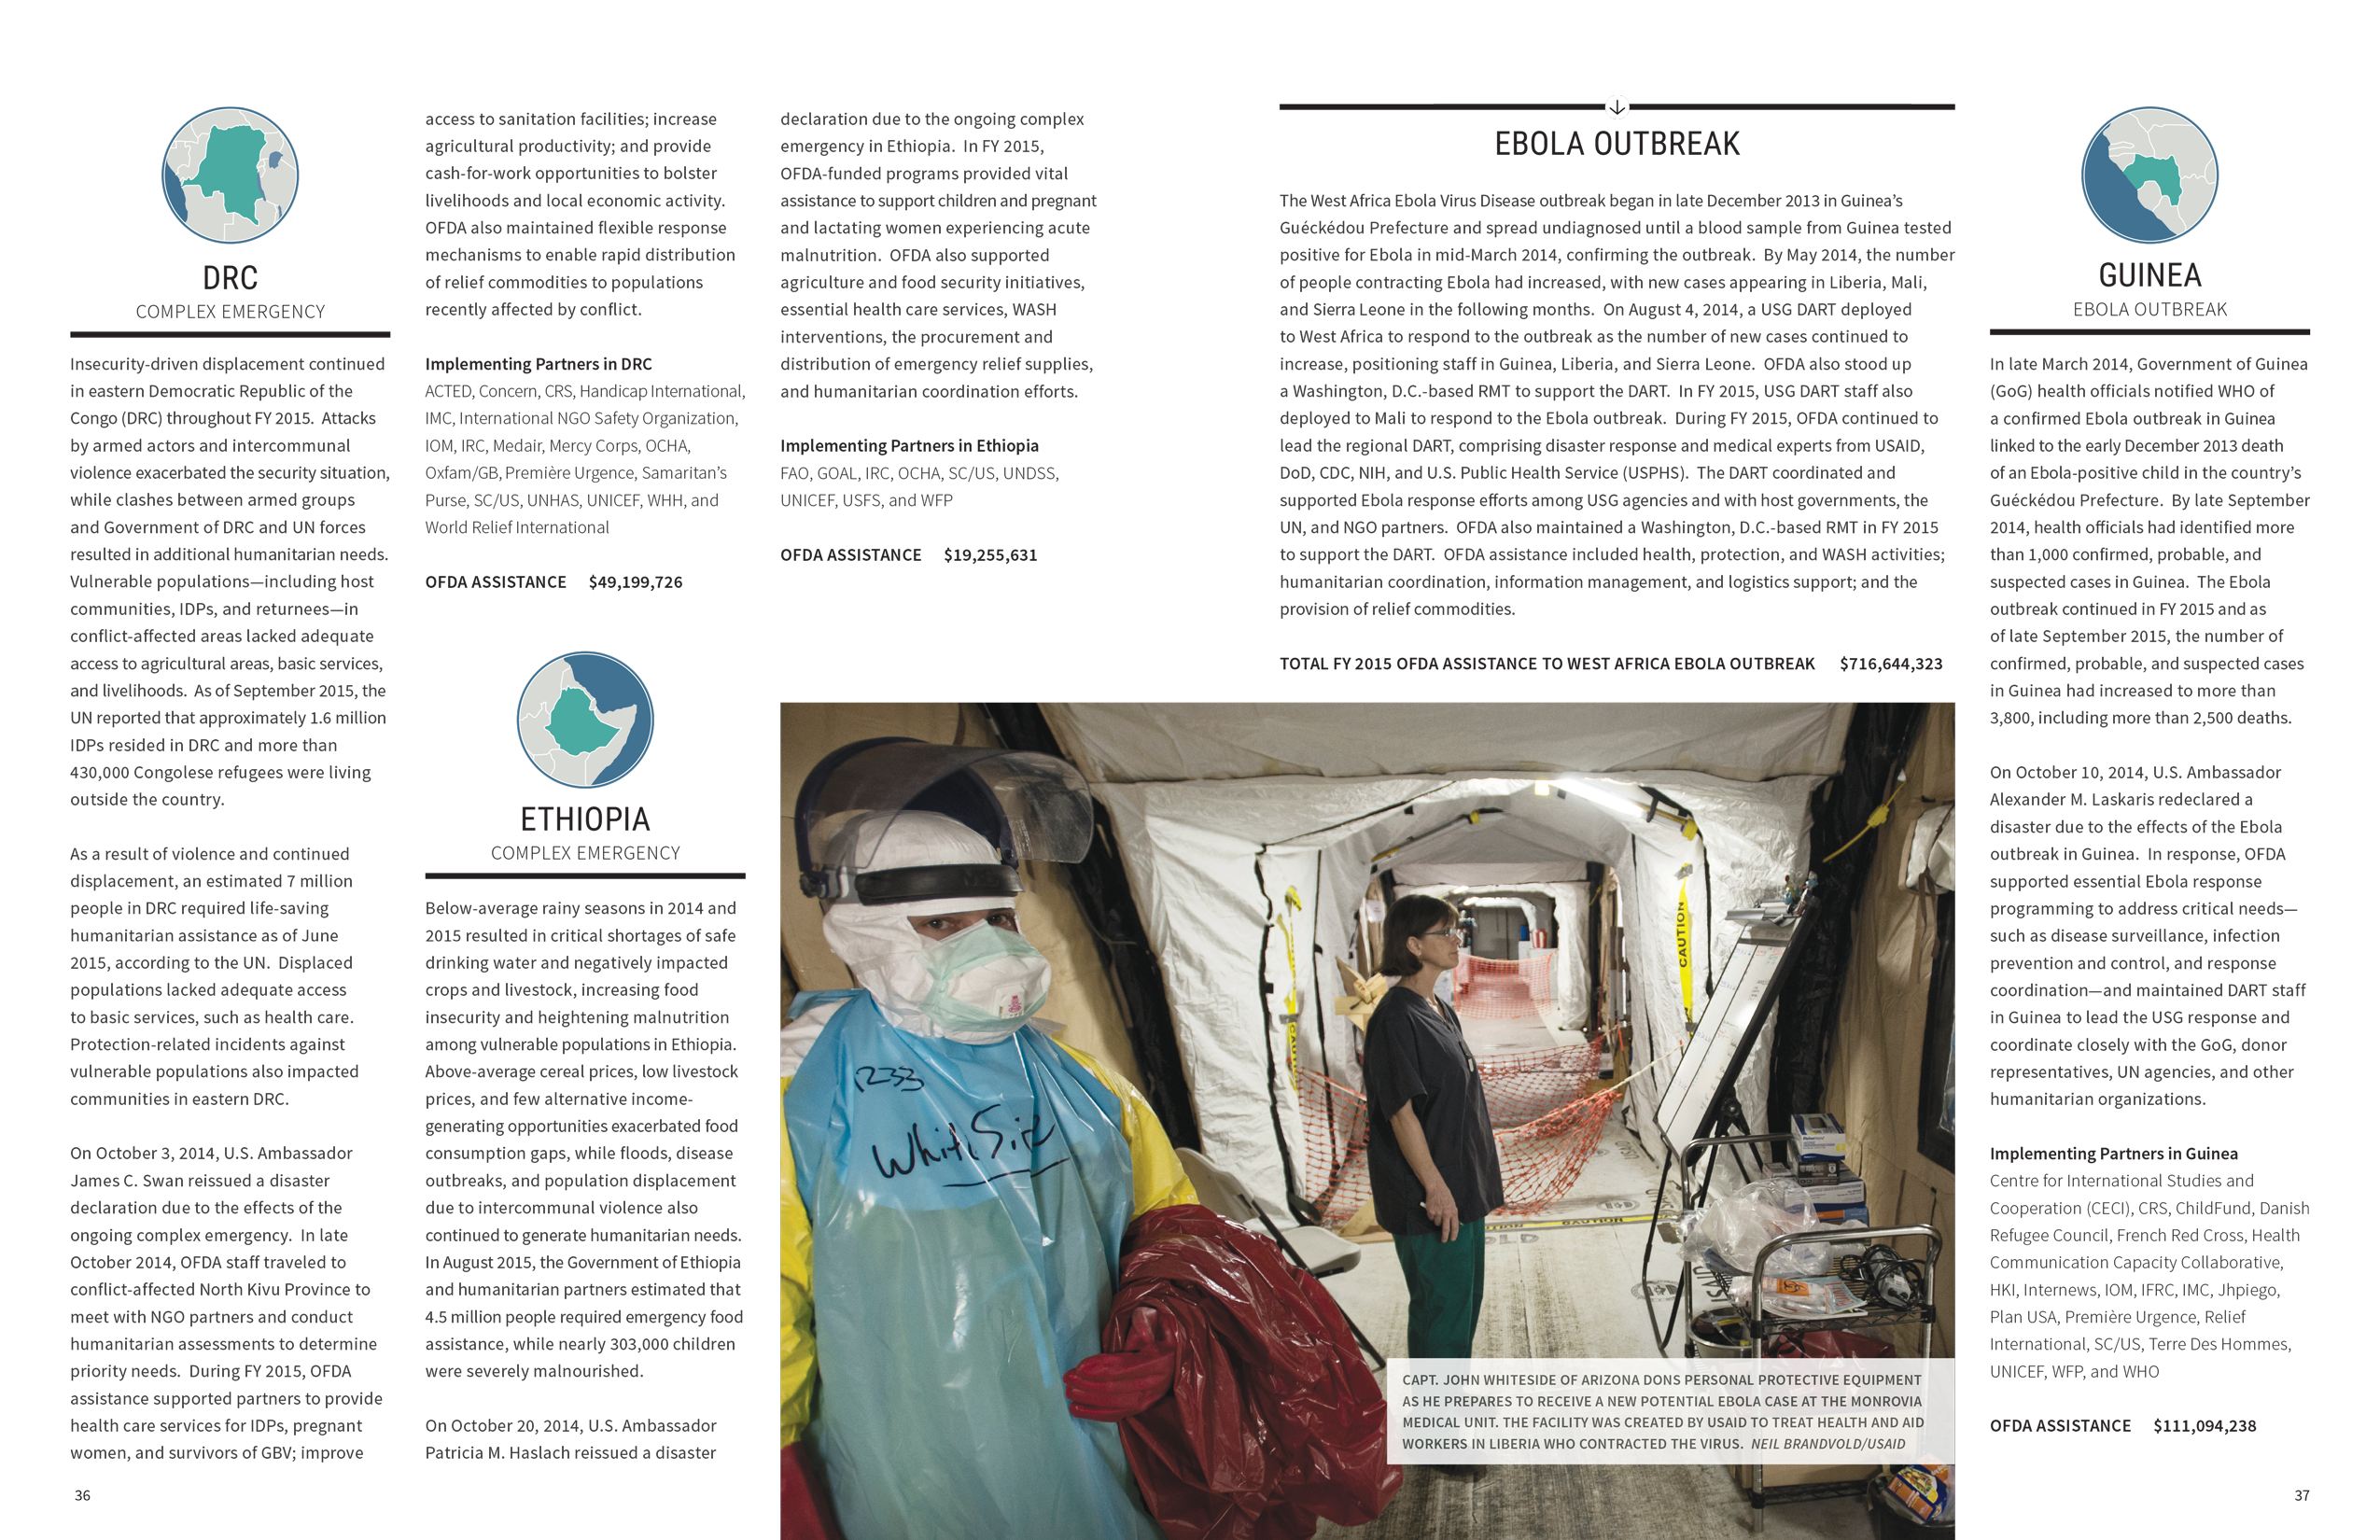 DRC
COMPLEX EMERGENCY
Insecurity-driven displacement continued
in eastern Democratic Republic of the
Congo (DRC) throughout FY 2015.  Attacks
by armed actors and intercommunal
violence exacerbated the security situation,
while clashes between armed groups
and Government of DRC and UN forces
resulted in additional humanitarian needs.
Vulnerable populations—including host
communities, IDPs, and returnees—in
conflict-affected areas lacked adequate
access to agricultural areas, basic services,
and livelihoods.  As of September 2015, the
UN reported that approximately 1.6 million
IDPs resided in DRC and more than
430,000 Congolese refugees were living
outside the country.
As a result of violence and continued
displacement, an estimated 7 million
people in DRC required life-saving
humanitarian assistance as of June
2015, according to the UN.  Displaced
populations lacked adequate access
to basic services, such as health care.
Protection-related incidents against
vulnerable populations also impacted
communities in eastern DRC.
On October 3, 2014, U.S. Ambassador
James C. Swan reissued a disaster
declaration due to the effects of the
ongoing complex emergency.  In late
October 2014, OFDA staff traveled to
conflict-affected North Kivu Province to
meet with NGO partners and conduct
humanitarian assessments to determine
priority needs.  During FY 2015, OFDA
assistance supported partners to provide
health care services for IDPs, pregnant
women, and survivors of GBV; improve
36
access to sanitation facilities; increase
agricultural productivity; and provide
cash-for-work opportunities to bolster
livelihoods and local economic activity.
OFDA also maintained flexible response
mechanisms to enable rapid distribution
of relief commodities to populations
recently affected by conflict.
Implementing Partners in DRC
ACTED, Concern, CRS, Handicap International,
IMC, International NGO Safety Organization,
IOM, IRC, Medair, Mercy Corps, OCHA,
Oxfam/GB, Première Urgence, Samaritan's
Purse, SC/US, UNHAS, UNICEF, WHH, and
World Relief International
OFDA ASSISTANCE $49,199,726
ETHIOPIA
COMPLEX EMERGENCY
Below-average rainy seasons in 2014 and
2015 resulted in critical shortages of safe
drinking water and negatively impacted
crops and livestock, increasing food
insecurity and heightening malnutrition
among vulnerable populations in Ethiopia.
Above-average cereal prices, low livestock
prices, and few alternative income-
generating opportunities exacerbated food
consumption gaps, while floods, disease
outbreaks, and population displacement
due to intercommunal violence also
continued to generate humanitarian needs.
In August 2015, the Government of Ethiopia
and humanitarian partners estimated that
4.5 million people required emergency food
assistance, while nearly 303,000 children
were severely malnourished.
On October 20, 2014, U.S. Ambassador
Patricia M. Haslach reissued a disaster
declaration due to the ongoing complex
emergency in Ethiopia.  In FY 2015,
OFDA-funded programs provided vital
assistance to support children and pregnant
and lactating women experiencing acute
malnutrition.  OFDA also supported
agriculture and food security initiatives,
essential health care services, WASH
interventions, the procurement and
distribution of emergency relief supplies,
and humanitarian coordination efforts.
Implementing Partners in Ethiopia
FAO, GOAL, IRC, OCHA, SC/US, UNDSS,
UNICEF, USFS, and WFP
OFDA ASSISTANCE $19,255,631
EBOLA OUTBREAK
The West Africa Ebola Virus Disease outbreak began in late December 2013 in Guinea's
Guéckédou Prefecture and spread undiagnosed until a blood sample from Guinea tested
positive for Ebola in mid-March 2014, confirming the outbreak.  By May 2014, the number
of people contracting Ebola had increased, with new cases appearing in Liberia, Mali,
and Sierra Leone in the following months.  On August 4, 2014, a USG DART deployed
to West Africa to respond to the outbreak as the number of new cases continued to
increase, positioning staff in Guinea, Liberia, and Sierra Leone.  OFDA also stood up
a Washington, D.C.-based RMT to support the DART.  In FY 2015, USG DART staff also
deployed to Mali to respond to the Ebola outbreak.  During FY 2015, OFDA continued to
lead the regional DART, comprising disaster response and medical experts from USAID,
DoD, CDC, NIH, and U.S. Public Health Service (USPHS).  The DART coordinated and
supported Ebola response efforts among USG agencies and with host governments, the
UN, and NGO partners.  OFDA also maintained a Washington, D.C.-based RMT in FY 2015
to support the DART.  OFDA assistance included health, protection, and WASH activities;
humanitarian coordination, information management, and logistics support; and the
provision of relief commodities.
TOTAL FY 2015 OFDA ASSISTANCE TO WEST AFRICA EBOLA OUTBREAK $716,644,323
1233
CAUTION
CAUTION
CAPT. JOHN WHITESIDE OF ARIZONA DONS PERSONAL PROTECTIVE EQUIPMENT
AS HE PREPARES TO RECEIVE A NEW POTENTIAL EBOLA CASE AT THE MONROVIA
MEDICAL UNIT. THE FACILITY WAS CREATED BY USAID TO TREAT HEALTH AND AID
WORKERS IN LIBERIA WHO CONTRACTED THE VIRUS.  NEIL BRANDVOLD/USAID
GUINEA
EBOLA OUTBREAK
In late March 2014, Government of Guinea
(GoG) health officials notified WHO of
a confirmed Ebola outbreak in Guinea
linked to the early December 2013 death
of an Ebola-positive child in the country's
Guéckédou Prefecture.  By late September
2014, health officials had identified more
than 1,000 confirmed, probable, and
suspected cases in Guinea.  The Ebola
outbreak continued in FY 2015 and as
of late September 2015, the number of
confirmed, probable, and suspected cases
in Guinea had increased to more than
3,800, including more than 2,500 deaths.
On October 10, 2014, U.S. Ambassador
Alexander M. Laskaris redeclared a
disaster due to the effects of the Ebola
outbreak in Guinea.  In response, OFDA
supported essential Ebola response
programming to address critical needs—
such as disease surveillance, infection
prevention and control, and response
coordination—and maintained DART staff
in Guinea to lead the USG response and
coordinate closely with the GoG, donor
representatives, UN agencies, and other
humanitarian organizations.
Implementing Partners in Guinea
Centre for International Studies and
Cooperation (CECI), CRS, ChildFund, Danish
Refugee Council, French Red Cross, Health
Communication Capacity Collaborative,
HKI, Internews, IOM, IFRC, IMC, Jhpiego,
Plan USA, Première Urgence, Relief
International, SC/US, Terre Des Hommes,
UNICEF, WFP, and WHO
OFDA ASSISTANCE $111,094,238
37